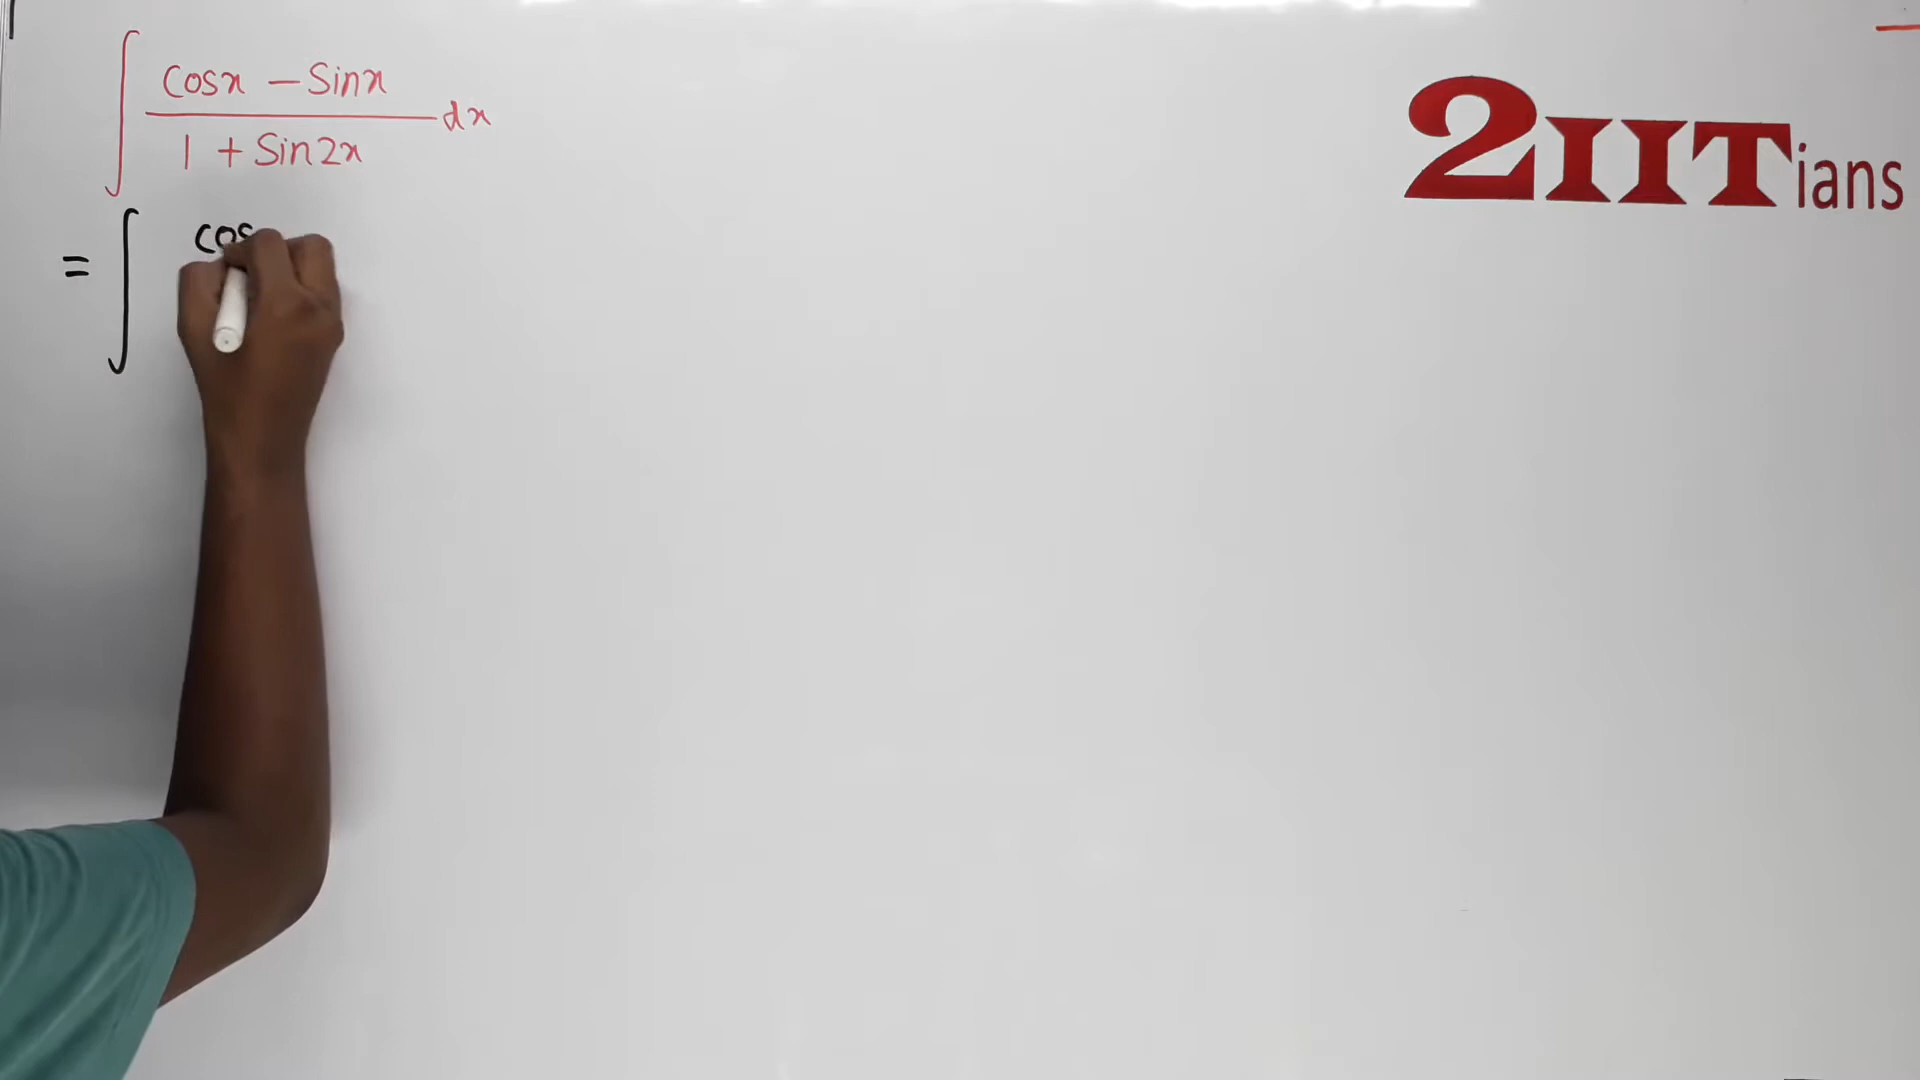 ∫ (cosx − Sinx)/(1 + Sin2x) dx
= ∫ cos
2IITians